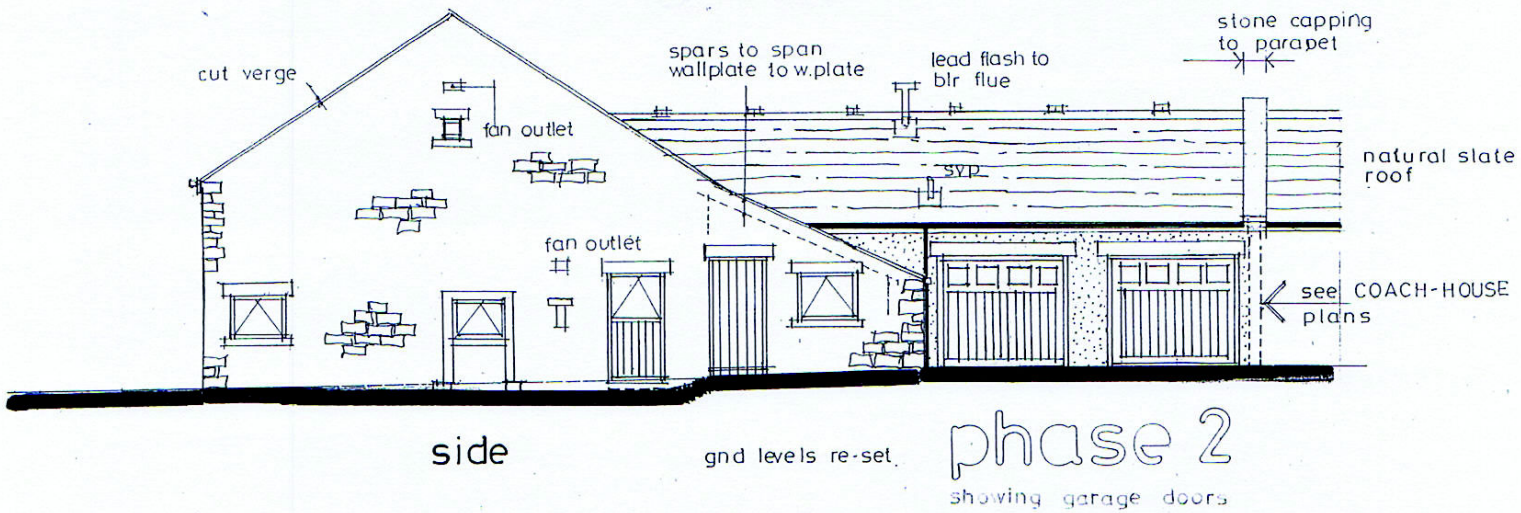 stone capping
to parapet
spars to span
wallplate to w.plate
lead flash to
blr flue
cut verge
fan outlet
natural slate
roof
syp
fan outlet
see COACH-HOUSE
plans
side
gnd levels re-set.
phase 2
showing garage doors